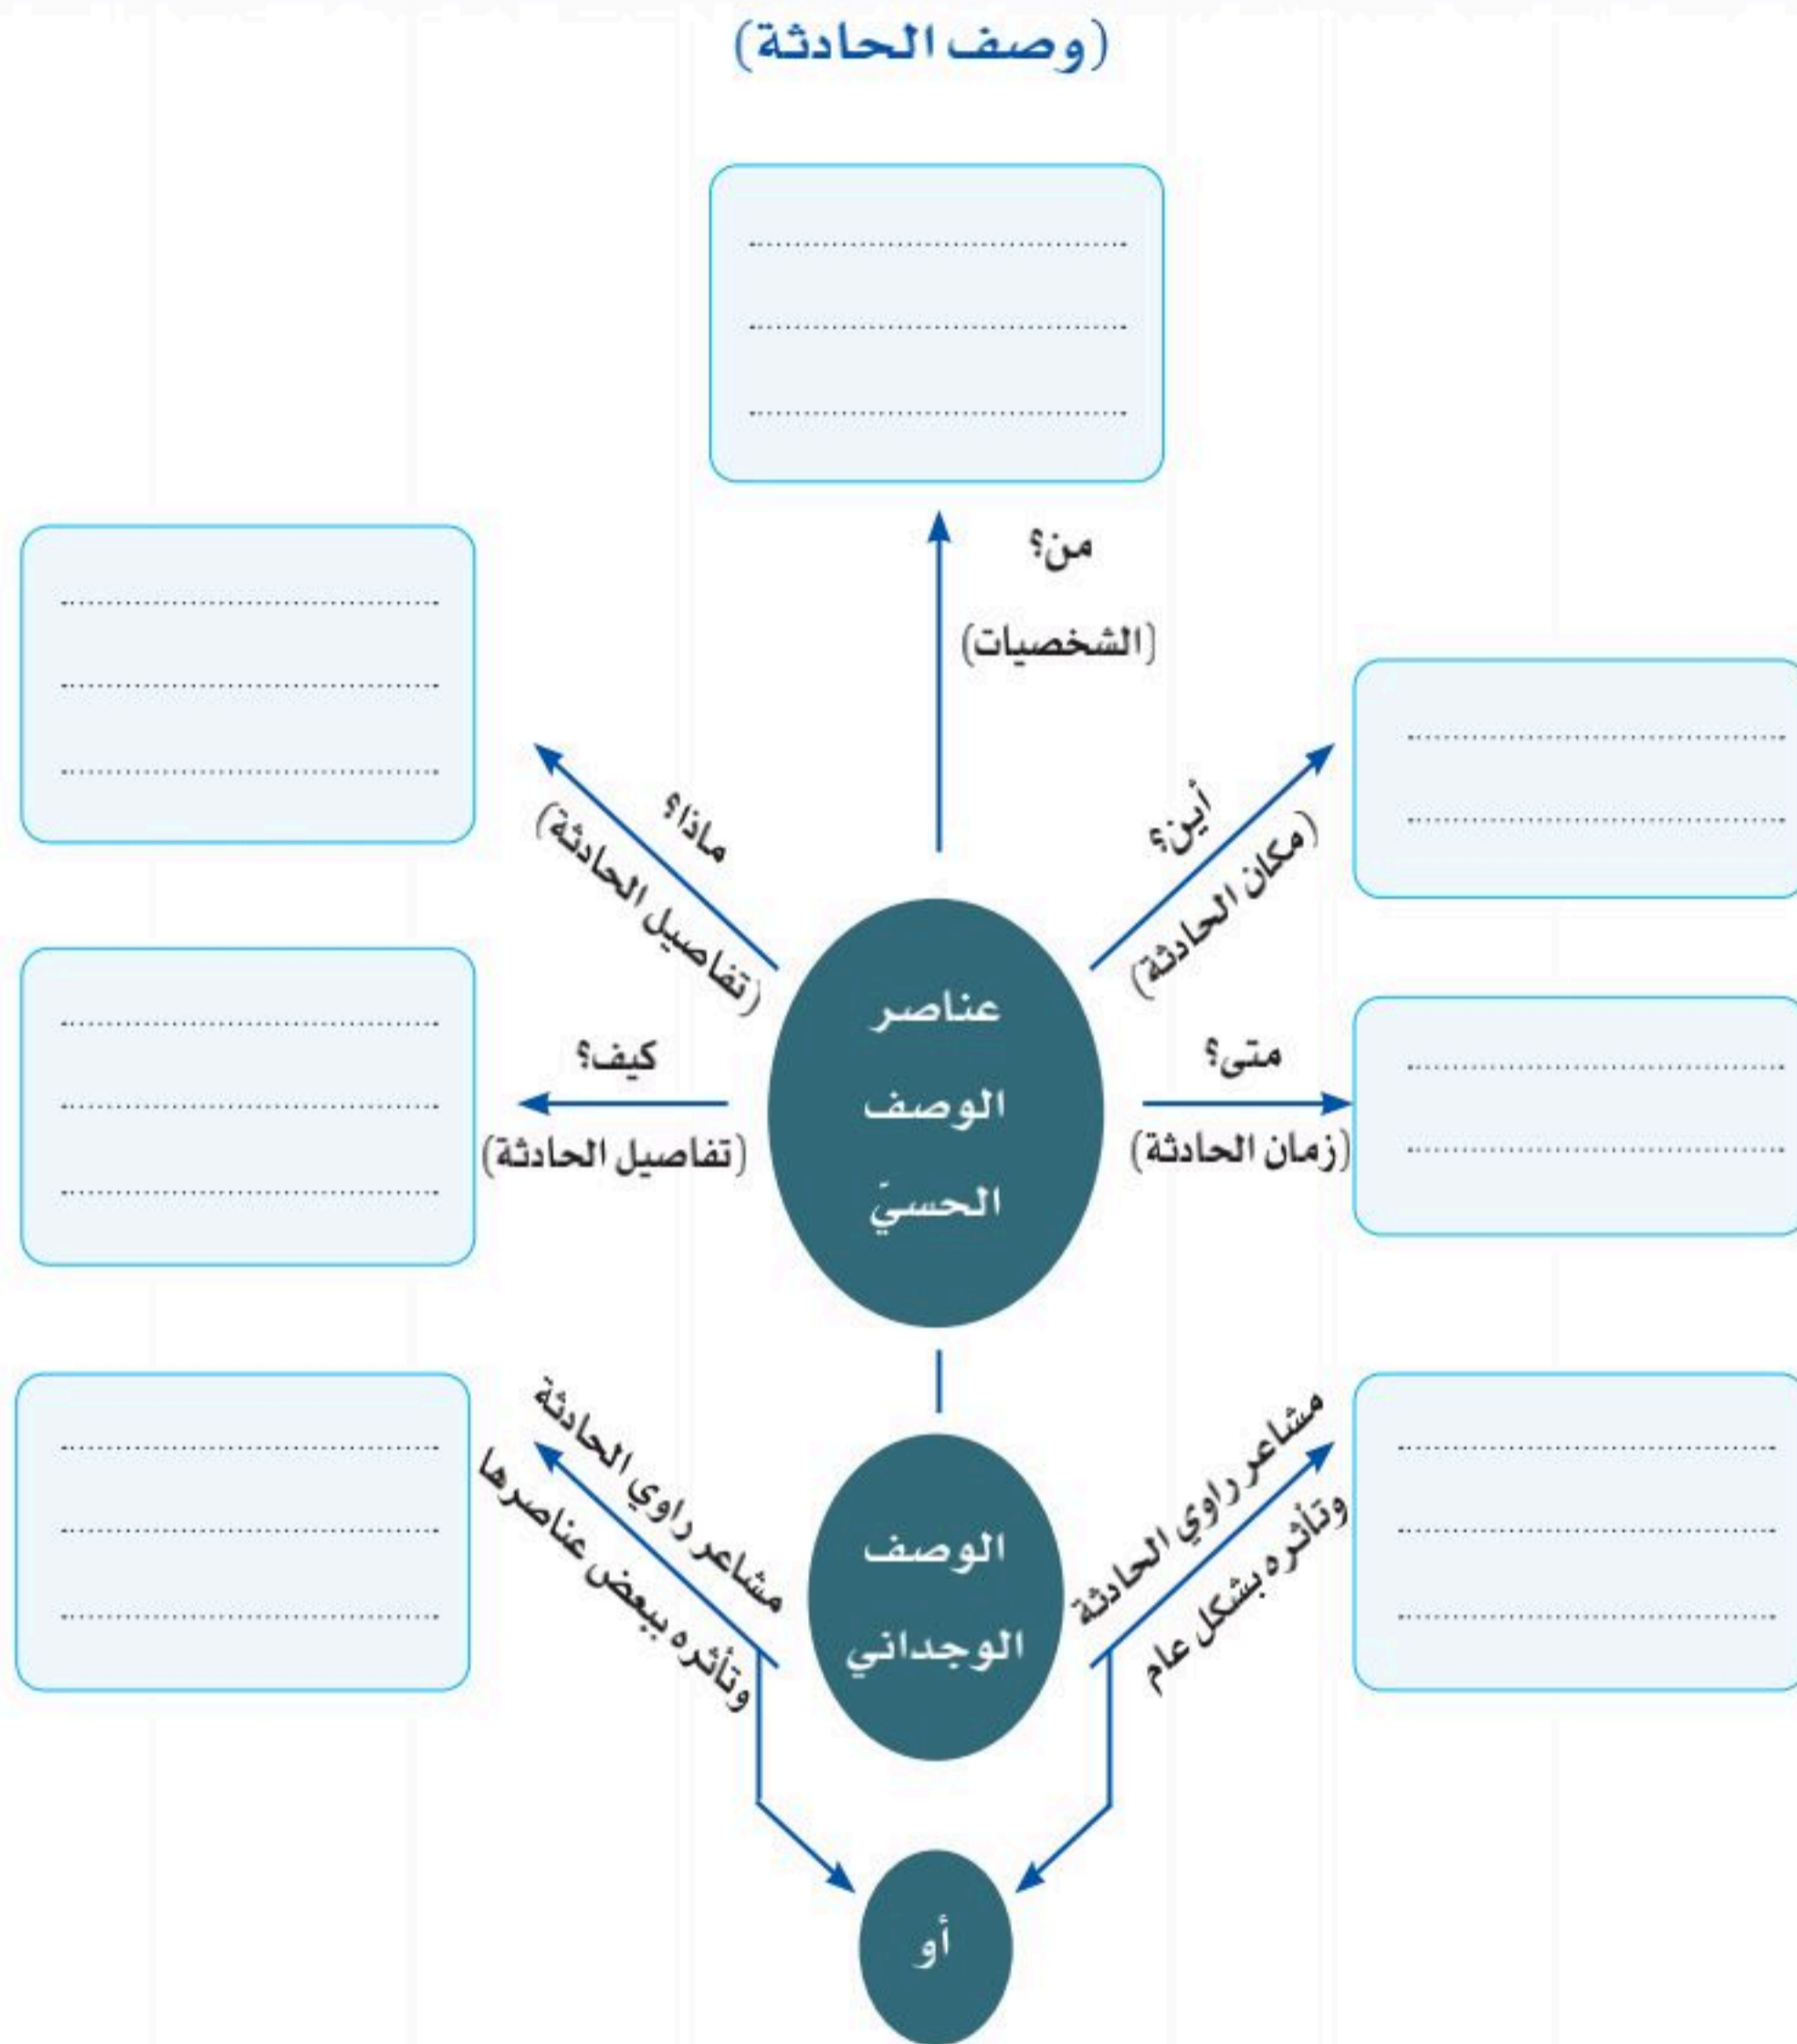 (وصف الحادثة)
من؟
(الشخصيات)
أين؟
(مكان الحادثة)
ماذا؟
(تفاصيل الحادثة)
عناصر
الوصف
الحسيّ
متى؟
(زمان الحادثة)
كيف؟
(تفاصيل الحادثة)
مشاعر راوي الحادثة
وتأثره بشكل عام
مشاعر راوي الحادثة
وتأثره ببعض عناصرها
الوصف
الوجداني
أو